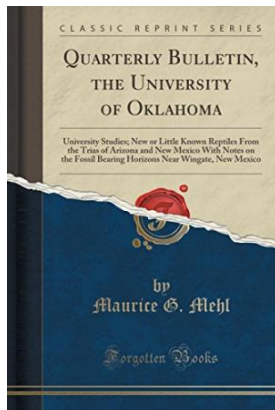 CLASSIC REPRINT SERIES
QUARTERLY BULLETIN,
THE UNIVERSITY
OF OKLAHOMA
University Studies; New or Little Known Reptiles From
the Trias of Arizona and New Mexico With Notes on
the Fossil Bearing Horizons Near Wingate, New Mexico
by
Maurice G. Mehl
Forgotten Books